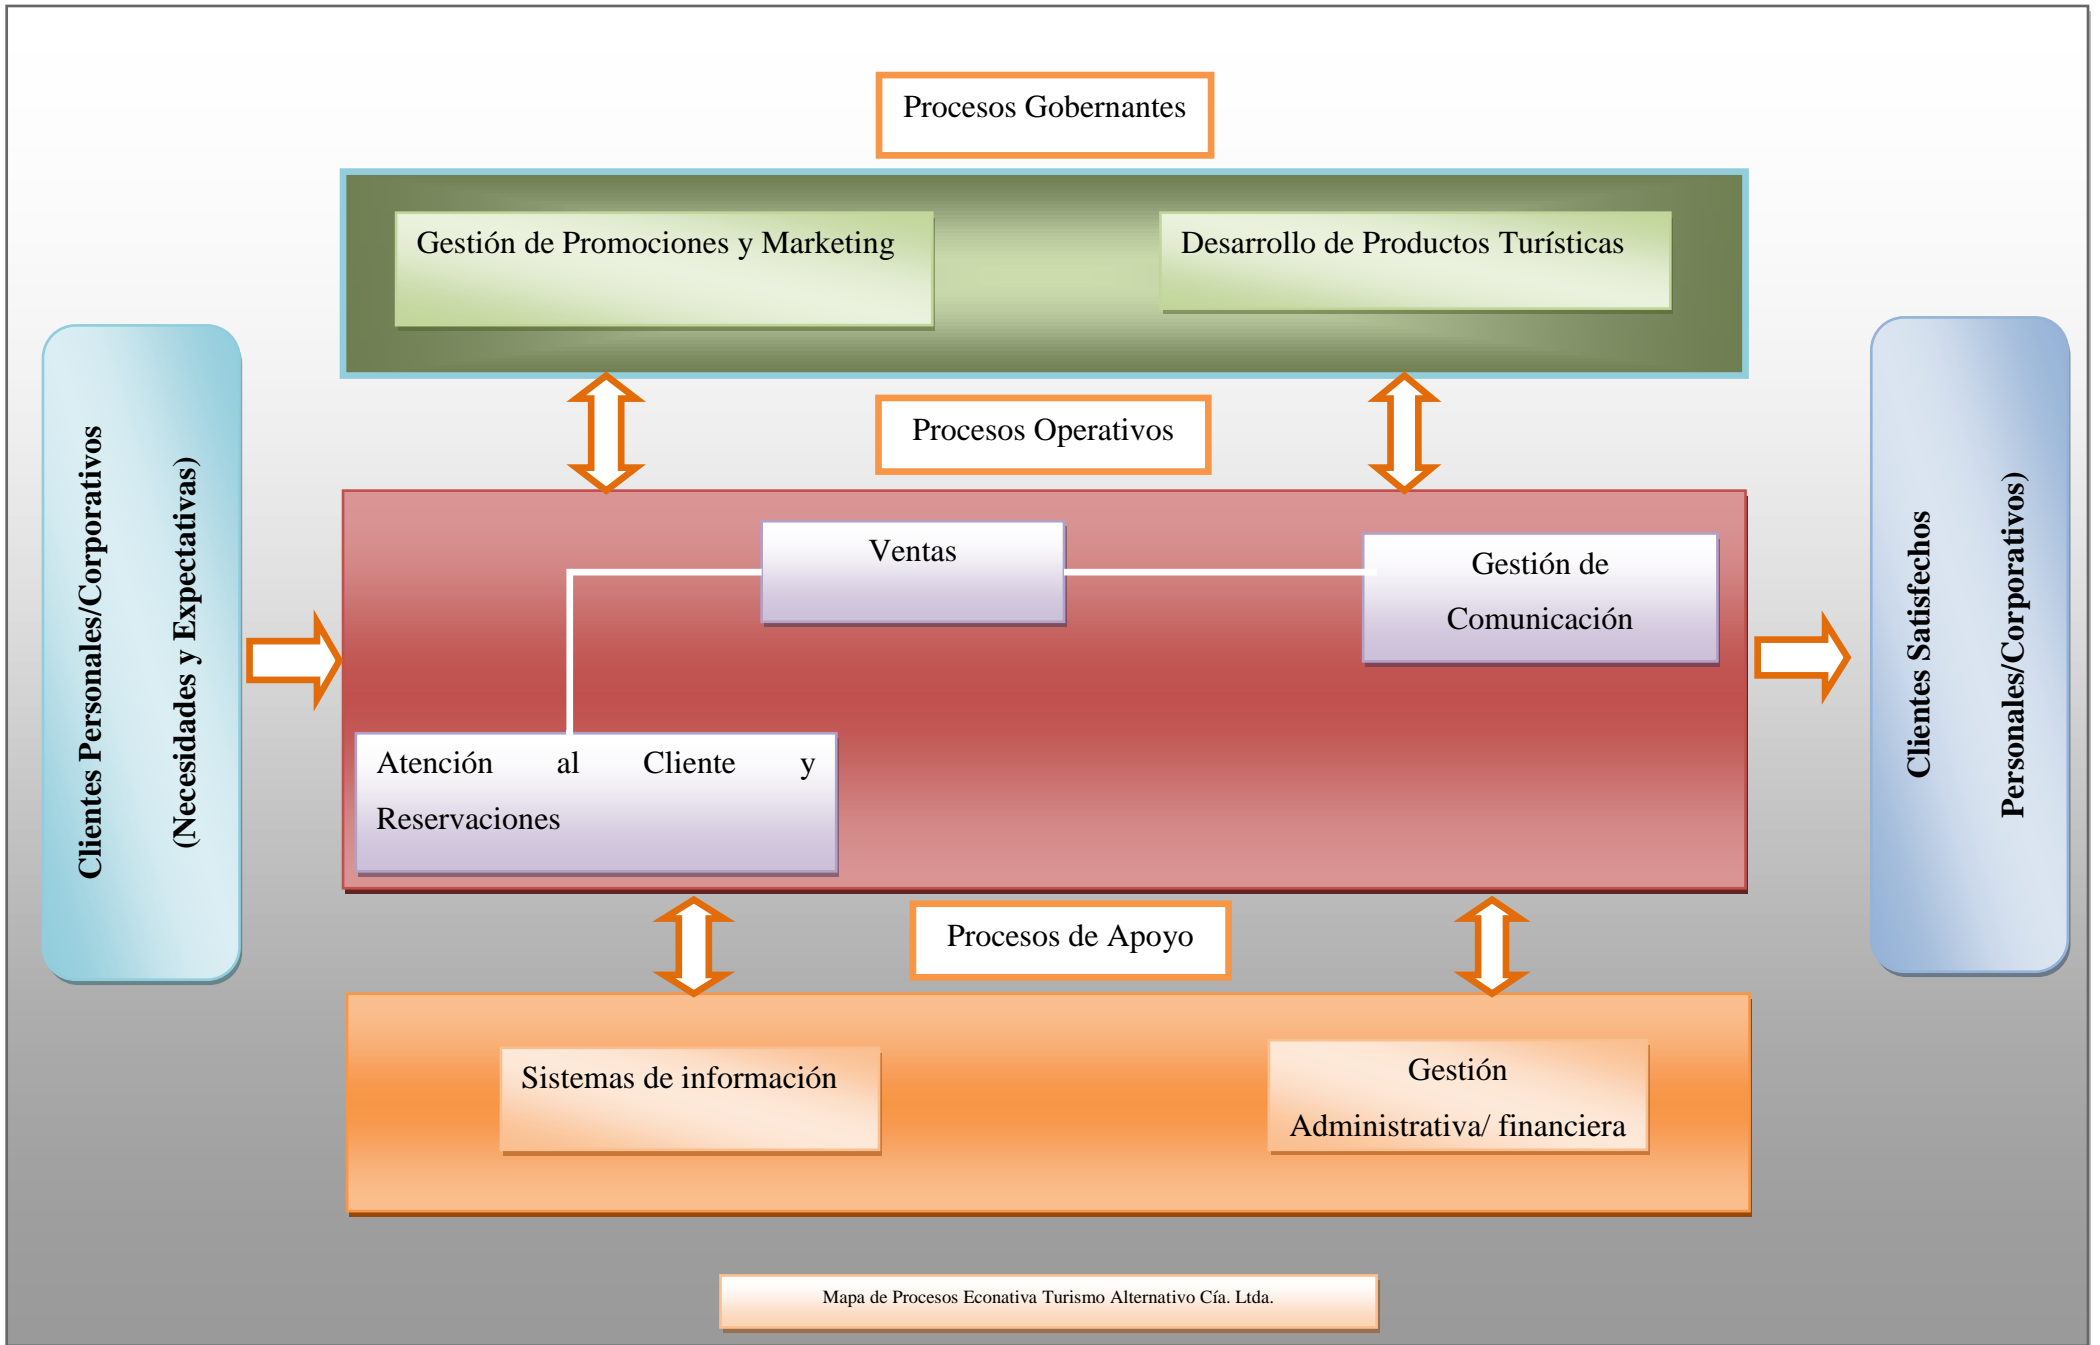 Procesos Gobernantes
Gestión de Promociones y Marketing
Desarrollo de Productos Turísticas
Procesos Operativos
Clientes Personales/Corporativos
(Necesidades y Expectativas)
Ventas
Gestión de
Comunicación
Atención al Cliente y
Reservaciones
Clientes Satisfechos
Personales/Corporativos)
Procesos de Apoyo
Sistemas de información
Gestión
Administrativa/ financiera
Mapa de Procesos Econativa Turismo Alternativo Cía. Ltda.